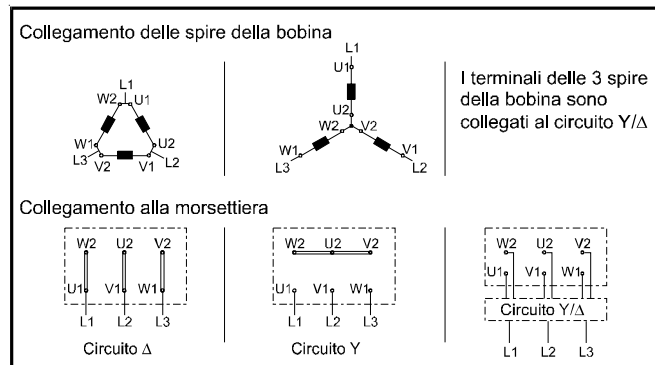 Collegamento delle spire della bobina
L1
W2 U1
W1 U2
L3 V2 V1 L2
L1
U1
U2
W2 V2
W1 V1
L3 L2
I terminali delle 3 spire
della bobina sono
collegati al circuito Y/Δ
Collegamento alla morsettiera
W2 U2 V2
U1 V1 W1
L1 L2 L3
Circuito Δ
W2 U2 V2
U1 V1 W1
L1 L2 L3
Circuito Y
W2 U2 V2
U1 V1 W1
Circuito Y/Δ
L1 L2 L3